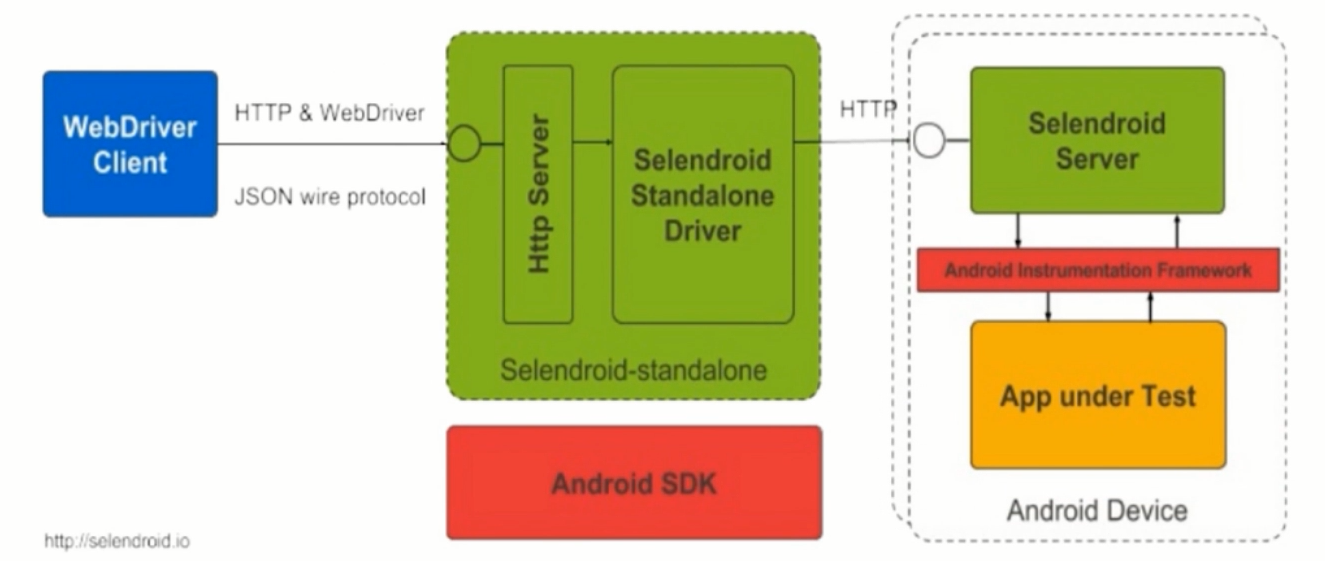 WebDriver
Client
HTTP & WebDriver
JSON wire protocol
Http Server
Selendroid
Standalone
Driver
Selendroid-standalone
Android SDK
HTTP
Selendroid
Server
Android Instrumentation Framework
App under Test
Android Device
http://selendroid.io